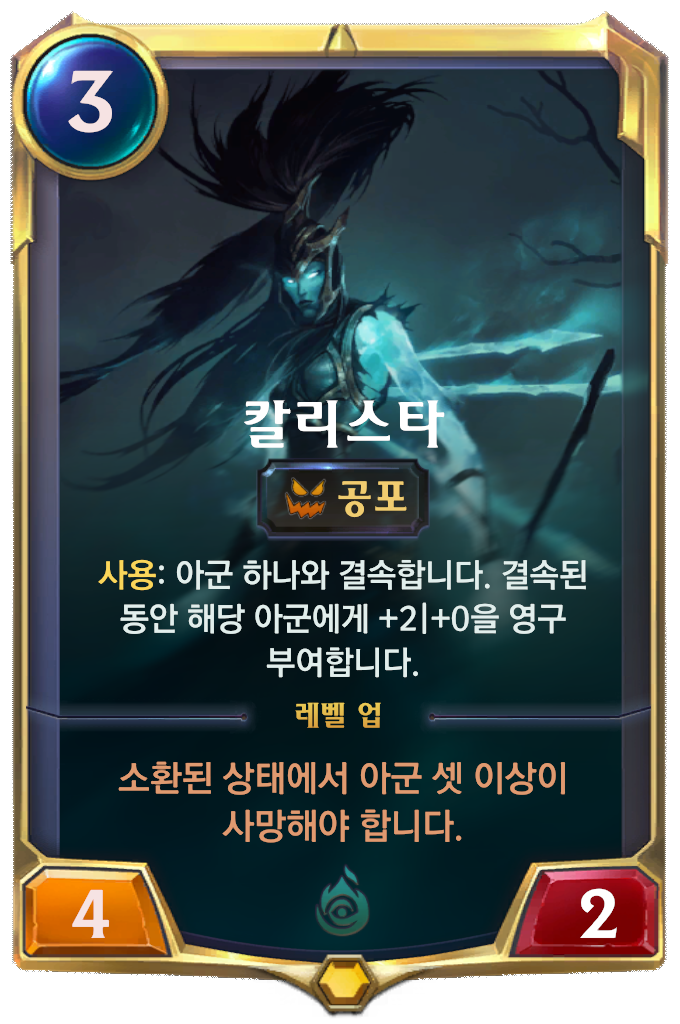 3
칼리스타
공포
사용: 아군 하나와 결속합니다. 결속된
동안 해당 아군에게 +2|+0을 영구
부여합니다.
레벨 업
소환된 상태에서 아군 셋 이상이
사망해야 합니다.
4
2